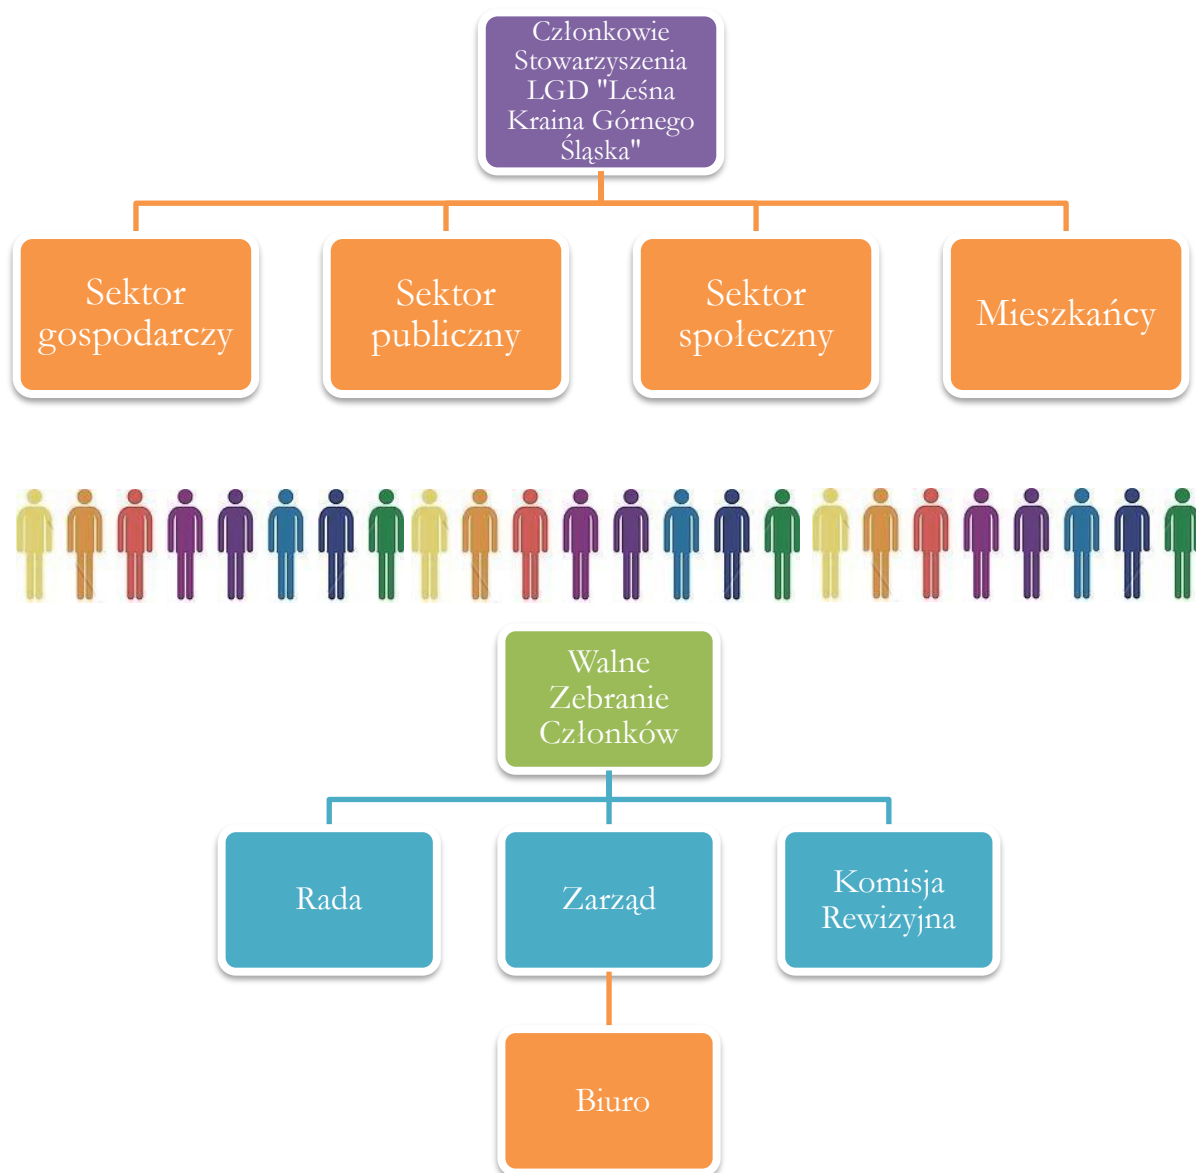 Członkowie
Stowarzyszenia
LGD "Leśna
Kraina Górnego
Śląska"
Sektor
gospodarczy
Sektor
publiczny
Sektor
społeczny
Mieszkańcy
Walne
Zebranie
Członków
Rada
Zarząd
Komisja
Rewizyjna
Biuro